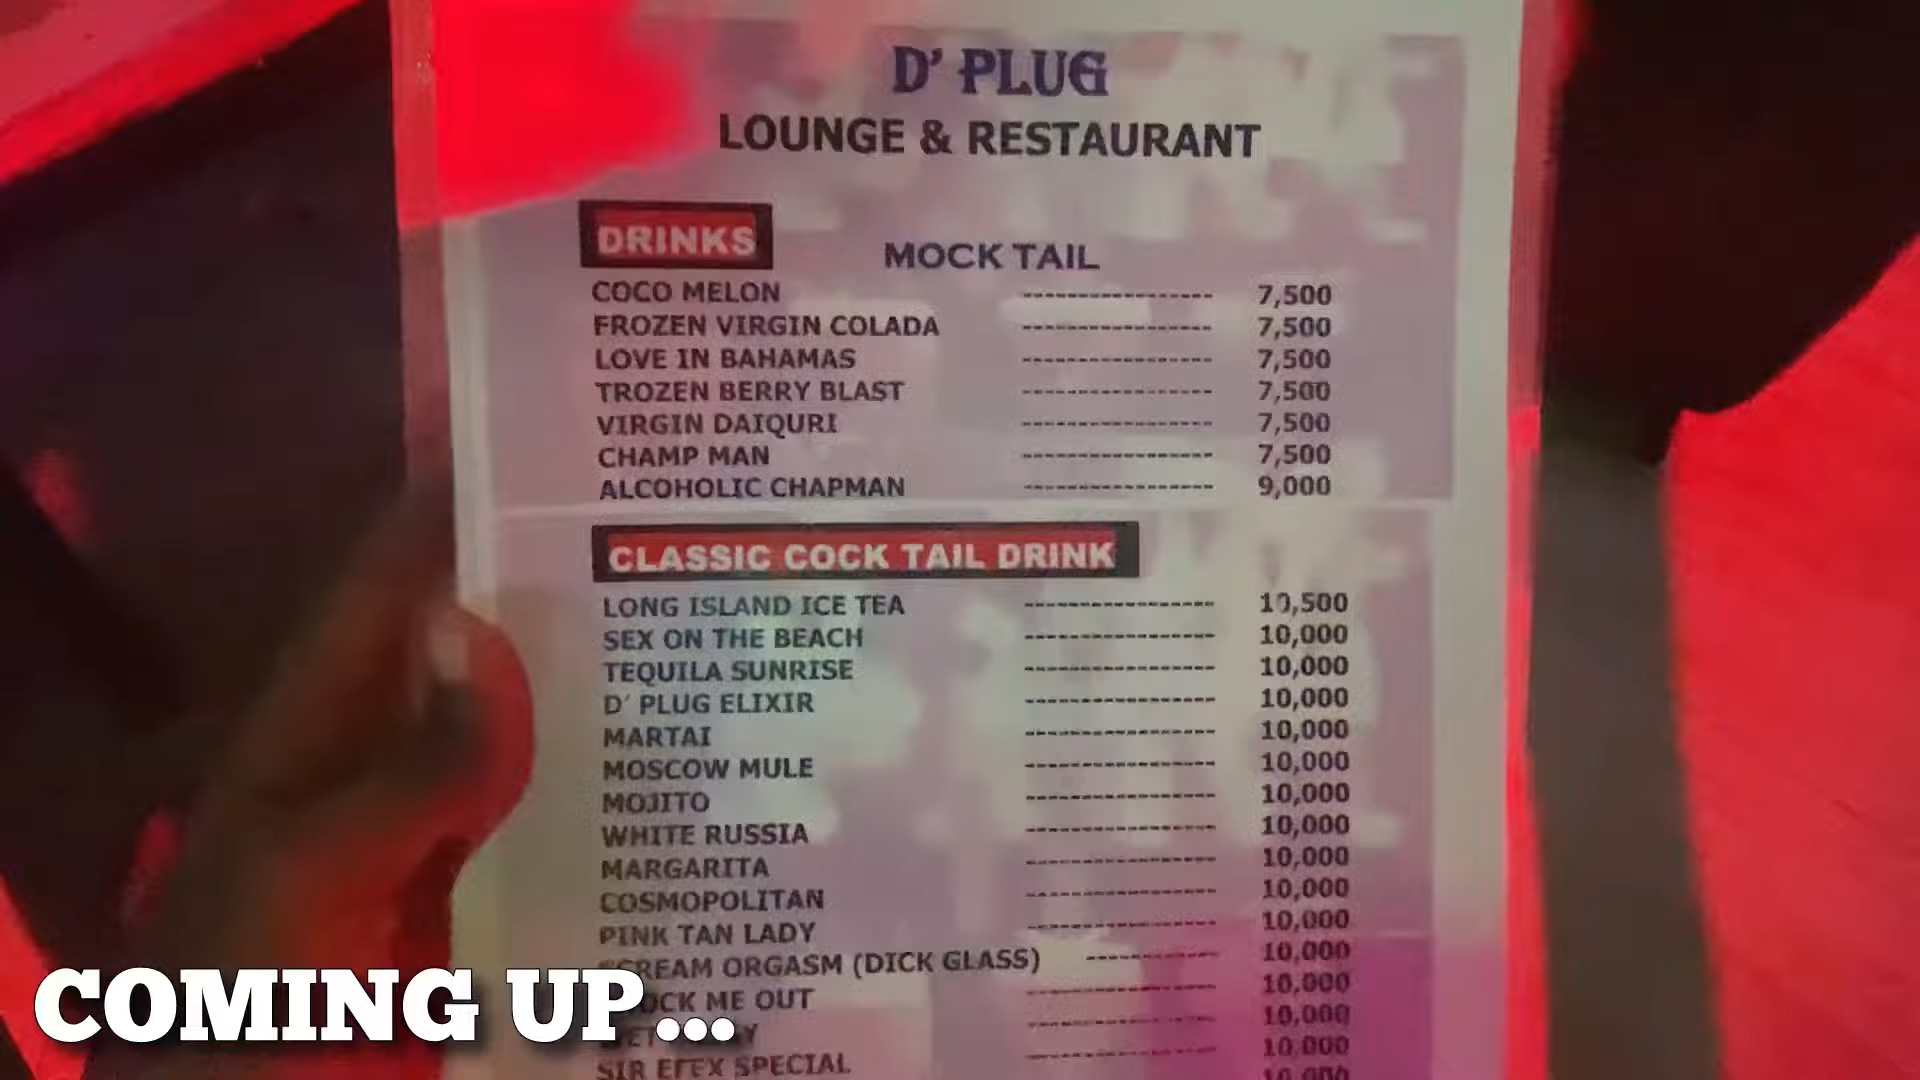 D' PLUG
LOUNGE & RESTAURANT
DRINKS
MOCK TAIL
COCO MELON ---------------- 7,500
FROZEN VIRGIN COLADA ---------------- 7,500
LOVE IN BAHAMAS ---------------- 7,500
TROZEN BERRY BLAST ---------------- 7,500
VIRGIN DAIQURI ---------------- 7,500
CHAMP MAN ---------------- 7,500
ALCOHOLIC CHAPMAN ---------------- 9,000
CLASSIC COCK TAIL DRINK
LONG ISLAND ICE TEA ---------------- 10,500
SEX ON THE BEACH ---------------- 10,000
TEQUILA SUNRISE ---------------- 10,000
D' PLUG ELIXIR ---------------- 10,000
MARTAI ---------------- 10,000
MOSCOW MULE ---------------- 10,000
MOJITO ---------------- 10,000
WHITE RUSSIA ---------------- 10,000
MARGARITA ---------------- 10,000
COSMOPOLITAN ---------------- 10,000
PINK TAN LADY ---------------- 10,000
ORGASM (DICK GLASS) ----------- 10,000
ME OUT ---------------- 10,000
---------------- 10,000
SIR EFEX SPECIAL ---------------- 10,000
10,000
COMING UP...